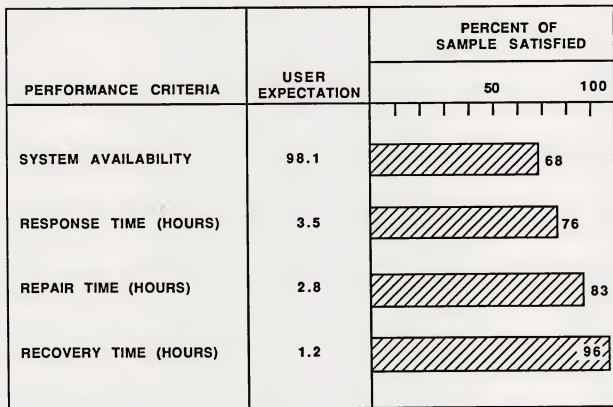 PERFORMANCE CRITERIA
USER
EXPECTATION
PERCENT OF
SAMPLE SATISFIED
50 100
SYSTEM AVAILABILITY 98.1 68
RESPONSE TIME (HOURS) 3.5 76
REPAIR TIME (HOURS) 2.8 83
RECOVERY TIME (HOURS) 1.2 96